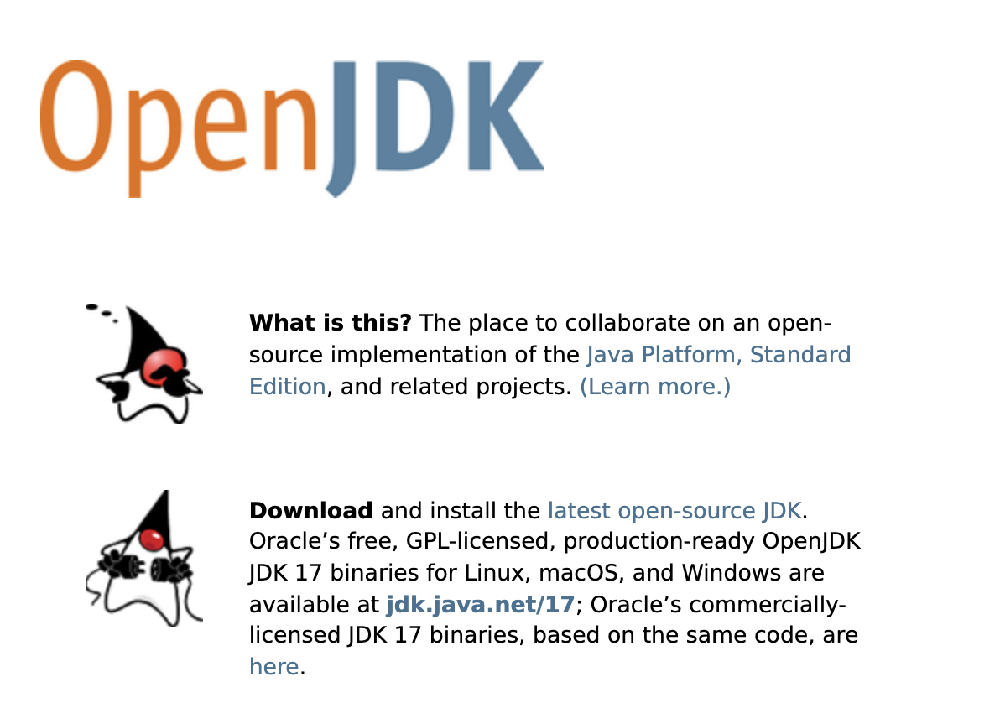 OpenJDK
What is this? The place to collaborate on an open-
source implementation of the Java Platform, Standard
Edition, and related projects. (Learn more.)
Download and install the latest open-source JDK.
Oracle’s free, GPL-licensed, production-ready OpenJDK
JDK 17 binaries for Linux, macOS, and Windows are
available at jdk.java.net/17; Oracle’s commercially-
licensed JDK 17 binaries, based on the same code, are
here.